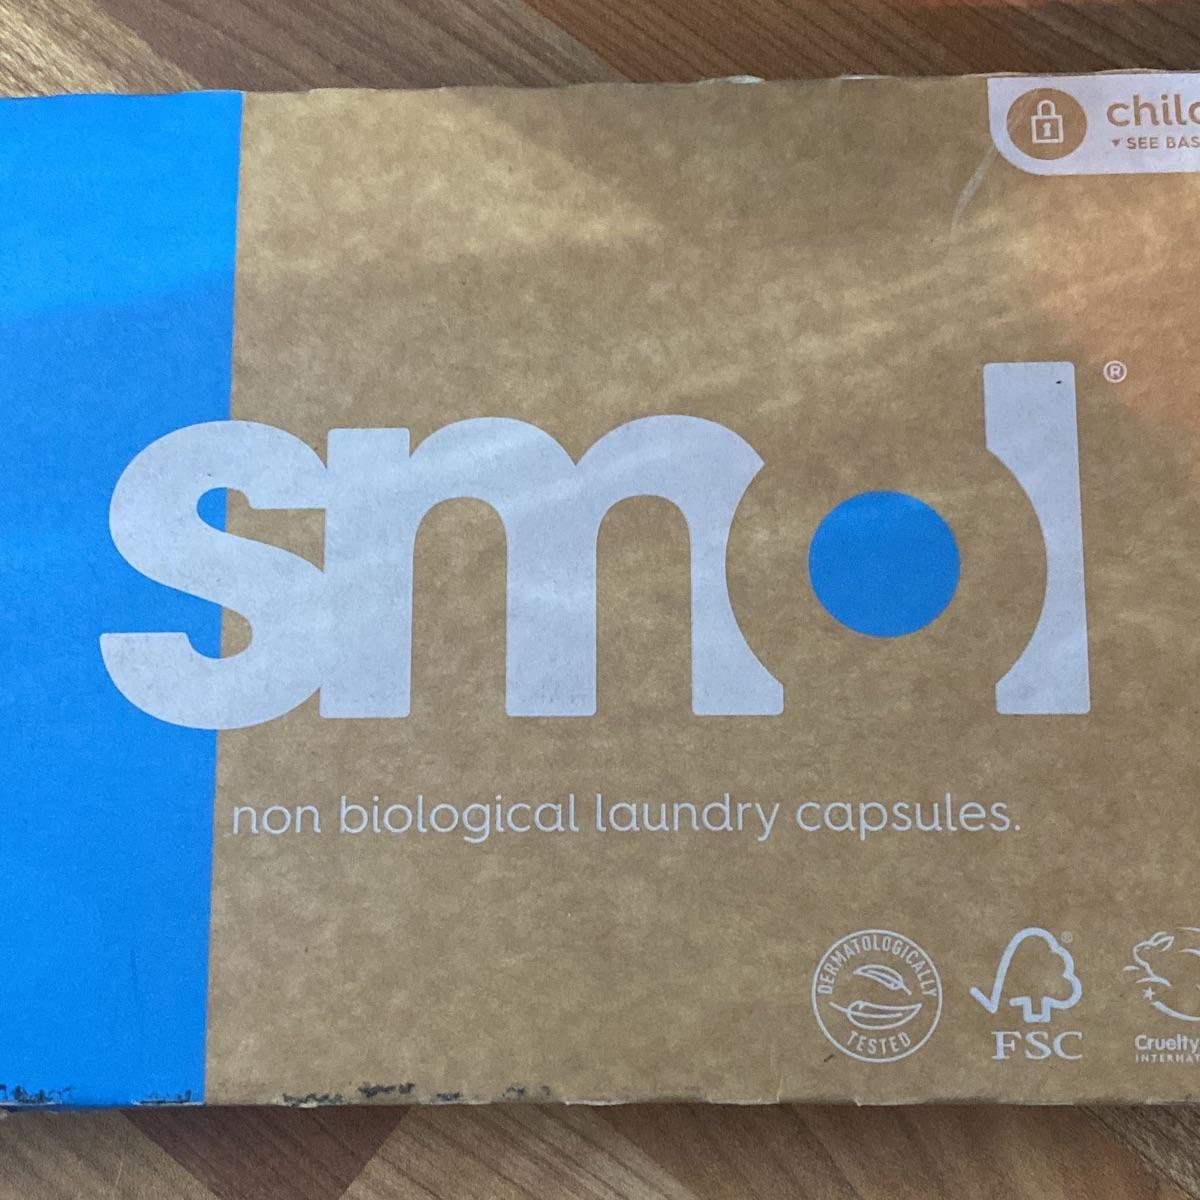 chil
SEE BAS
smol®
non biological laundry capsules.
DERMATOLOGICALLY
TESTED
FSC®
Cruelty
INTERNAT